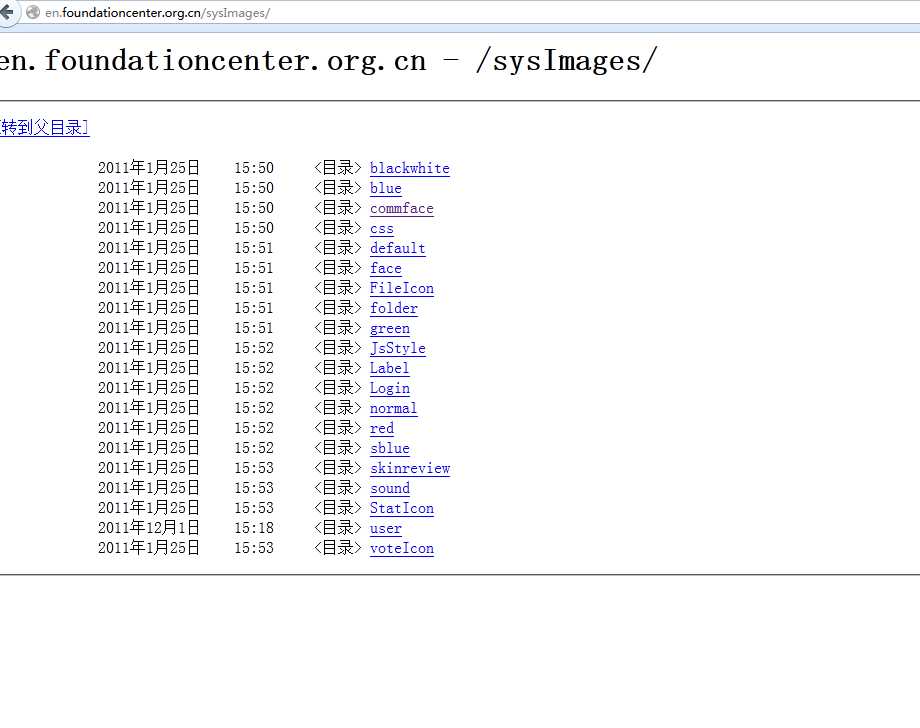 en.foundationcenter.org.cn/sysImages/
en.foundationcenter.org.cn - /sysImages/
转到父目录]
2011年1月25日 15:50 <目录> blackwhite
2011年1月25日 15:50 <目录> blue
2011年1月25日 15:50 <目录> commface
2011年1月25日 15:50 <目录> css
2011年1月25日 15:51 <目录> default
2011年1月25日 15:51 <目录> face
2011年1月25日 15:51 <目录> FileIcon
2011年1月25日 15:51 <目录> folder
2011年1月25日 15:51 <目录> green
2011年1月25日 15:52 <目录> JsStyle
2011年1月25日 15:52 <目录> Label
2011年1月25日 15:52 <目录> Login
2011年1月25日 15:52 <目录> normal
2011年1月25日 15:52 <目录> red
2011年1月25日 15:52 <目录> sblue
2011年1月25日 15:53 <目录> skinreview
2011年1月25日 15:53 <目录> sound
2011年1月25日 15:53 <目录> StatIcon
2011年12月1日 15:18 <目录> user
2011年1月25日 15:53 <目录> voteIcon